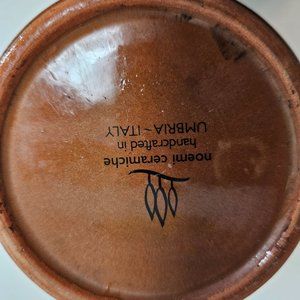 noemi ceramiche
handcrafted in
UMBRIA ~ ITALY